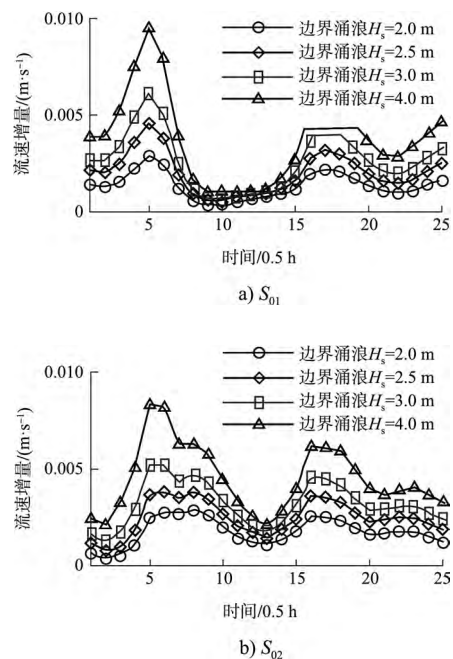 0.010
0.005
0
流速增量/(m·s⁻¹)
边界涌浪Hs=2.0 m
边界涌浪Hs=2.5 m
边界涌浪Hs=3.0 m
边界涌浪Hs=4.0 m
5 10 15 20 25
时间/0.5 h
a) S01
0.010
0.005
0
流速增量/(m·s⁻¹)
边界涌浪Hs=2.0 m
边界涌浪Hs=2.5 m
边界涌浪Hs=3.0 m
边界涌浪Hs=4.0 m
5 10 15 20 25
时间/0.5 h
b) S02